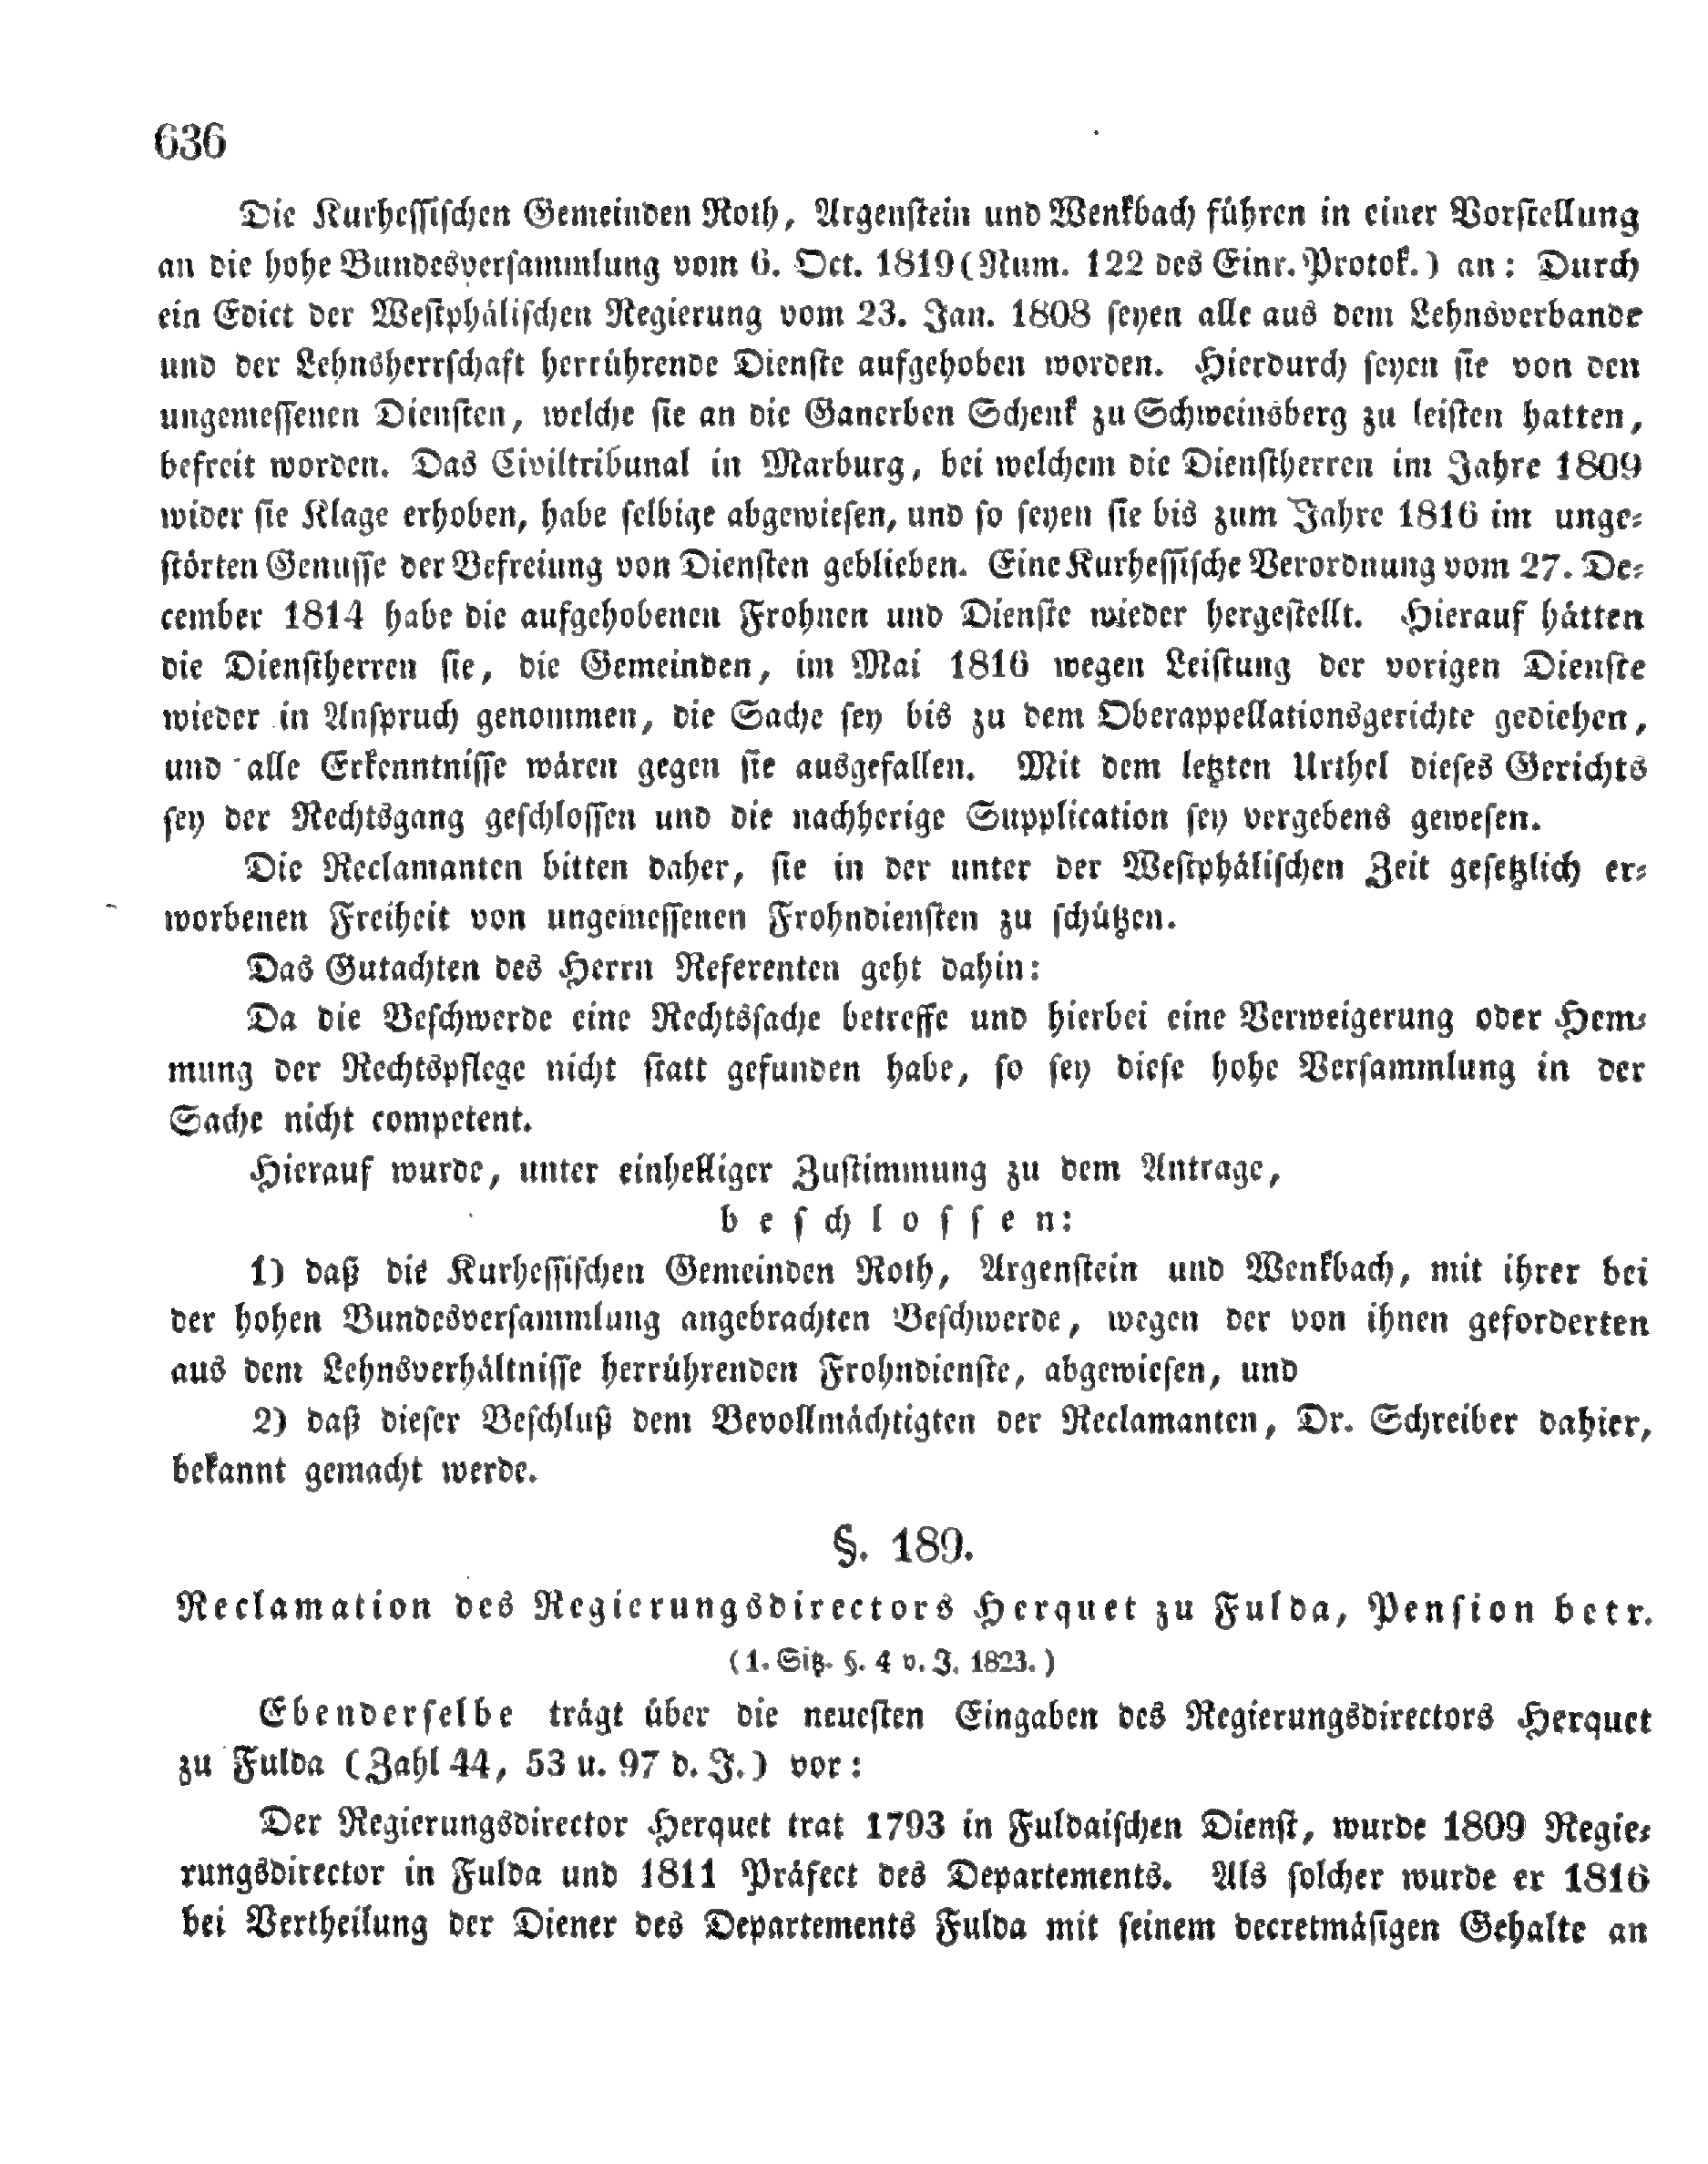 636
Die Kurhessischen Gemeinden Roth, Argenstein und Wenkbach führen in einer Vorstellung
an die hohe Bundesversammlung vom 6. Oct. 1819 (Num. 122 des Einr. Protok.) an: Durch
ein Edict der Westphälischen Regierung vom 23. Jan. 1808 seyen alle aus dem Lehnsverbande
und der Lehnsherrschaft herrührende Dienste aufgehoben worden. Hierdurch seyen sie von den
ungemessenen Diensten, welche sie an die Ganerben Schenk zu Schweinsberg zu leisten hatten,
befreit worden. Das Civiltribunal in Marburg, bei welchem die Dienstherren im Jahre 1809
wider sie Klage erhoben, habe selbige abgewiesen, und so seyen sie bis zum Jahre 1816 im unge-
störten Genusse der Befreiung von Diensten geblieben. Eine Kurhessische Verordnung vom 27. De-
cember 1814 habe die aufgehobenen Frohnen und Dienste wieder hergestellt. Hierauf hätten
die Dienstherren sie, die Gemeinden, im Mai 1816 wegen Leistung der vorigen Dienste
wieder in Anspruch genommen, die Sache sey bis zu dem Oberappellationsgerichte gediehen,
und alle Erkenntnisse wären gegen sie ausgefallen. Mit dem letzten Urthel dieses Gerichts
sey der Rechtsgang geschlossen und die nachherige Supplication sey vergebens gewesen.
Die Reclamanten bitten daher, sie in der unter der Westphälischen Zeit gesetzlich er-
worbenen Freiheit von ungemessenen Frohndiensten zu schützen.
Das Gutachten des Herrn Referenten geht dahin:
Da die Beschwerde eine Rechtssache betreffe und hierbei eine Verweigerung oder Hem-
mung der Rechtspflege nicht statt gefunden habe, so sey diese hohe Versammlung in der
Sache nicht competent.
Hierauf wurde, unter einhelliger Zustimmung zu dem Antrage,
beschlossen:
1) daß die Kurhessischen Gemeinden Roth, Argenstein und Wenkbach, mit ihrer bei
der hohen Bundesversammlung angebrachten Beschwerde, wegen der von ihnen geforderten
aus dem Lehnsverhältnisse herrührenden Frohndienste, abgewiesen, und
2) daß dieser Beschluß dem Bevollmächtigten der Reclamanten, Dr. Schreiber dahier,
bekannt gemacht werde.
§. 189.
Reclamation des Regierungsdirectors Herquet zu Fulda, Pension betr.
(1. Sitz. §. 4 v. J. 1823.)
Ebenderselbe trägt über die neuesten Eingaben des Regierungsdirectors Herquet
zu Fulda (Zahl 44, 53 u. 97 d. J.) vor:
Der Regierungsdirector Herquet trat 1793 in Fuldaischen Dienst, wurde 1809 Regie-
rungsdirector in Fulda und 1811 Präfect des Departements. Als solcher wurde er 1816
bei Vertheilung der Diener des Departements Fulda mit seinem decretmäsigen Gehalte an